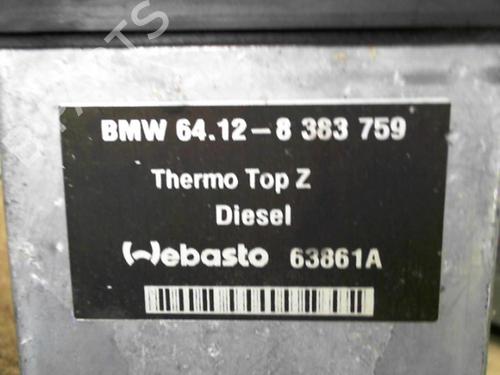 BMW 64.12-8 383 759
Thermo Top Z
Diesel
Webasto 63861A